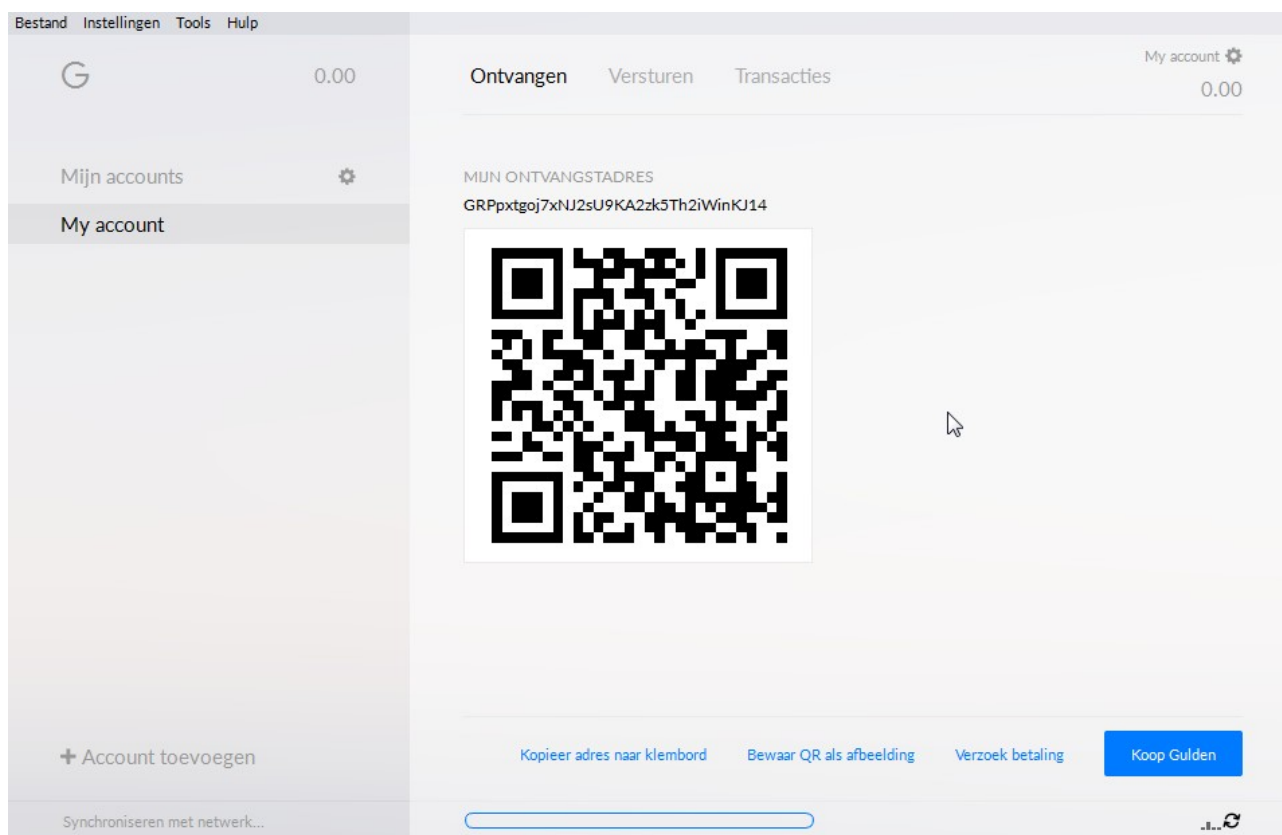 Bestand Instellingen Tools Hulp
G 0.00
Ontvangen Versturen Transacties
My account
0.00
Mijn accounts
My account
MIJN ONTVANGSTADRES
GRPpxtgoj7xNJ2sU9KA2zk5Th2iWinKJ14
Account toevoegen
Kopieer adres naar klembord Bewaar QR als afbeelding Verzoek betaling Koop Gulden
Synchroniseren met netwerk...